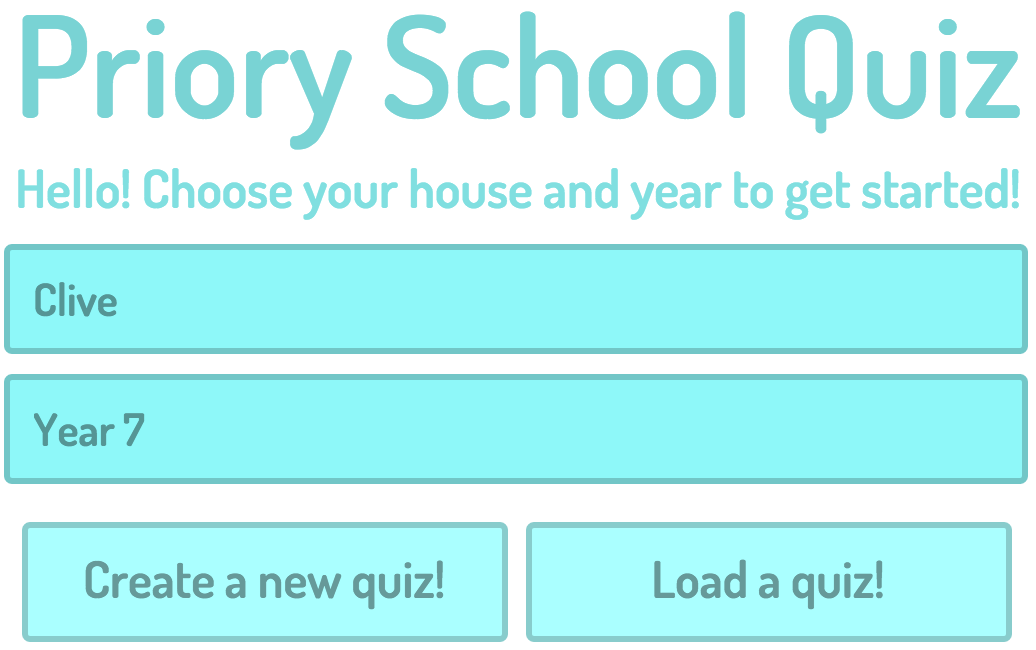 Priory School Quiz
Hello! Choose your house and year to get started!
Clive
Year 7
Create a new quiz!
Load a quiz!